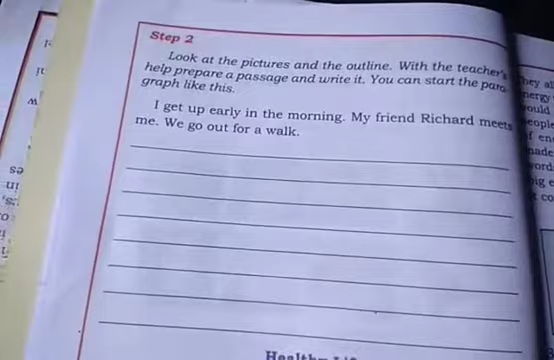 Step 2
Look at the pictures and the outline. With the teacher's
help prepare a passage and write it. You can start the para-
graph like this.
I get up early in the morning. My friend Richard meets
me. We go out for a walk.